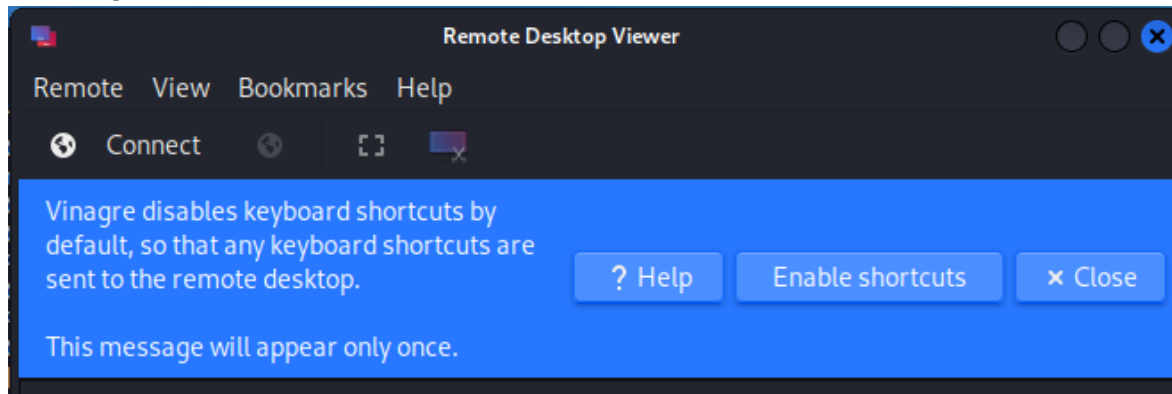 Remote Desktop Viewer
Remote View Bookmarks Help
Connect
Vinagre disables keyboard shortcuts by
default, so that any keyboard shortcuts are
sent to the remote desktop.
? Help Enable shortcuts × Close
This message will appear only once.